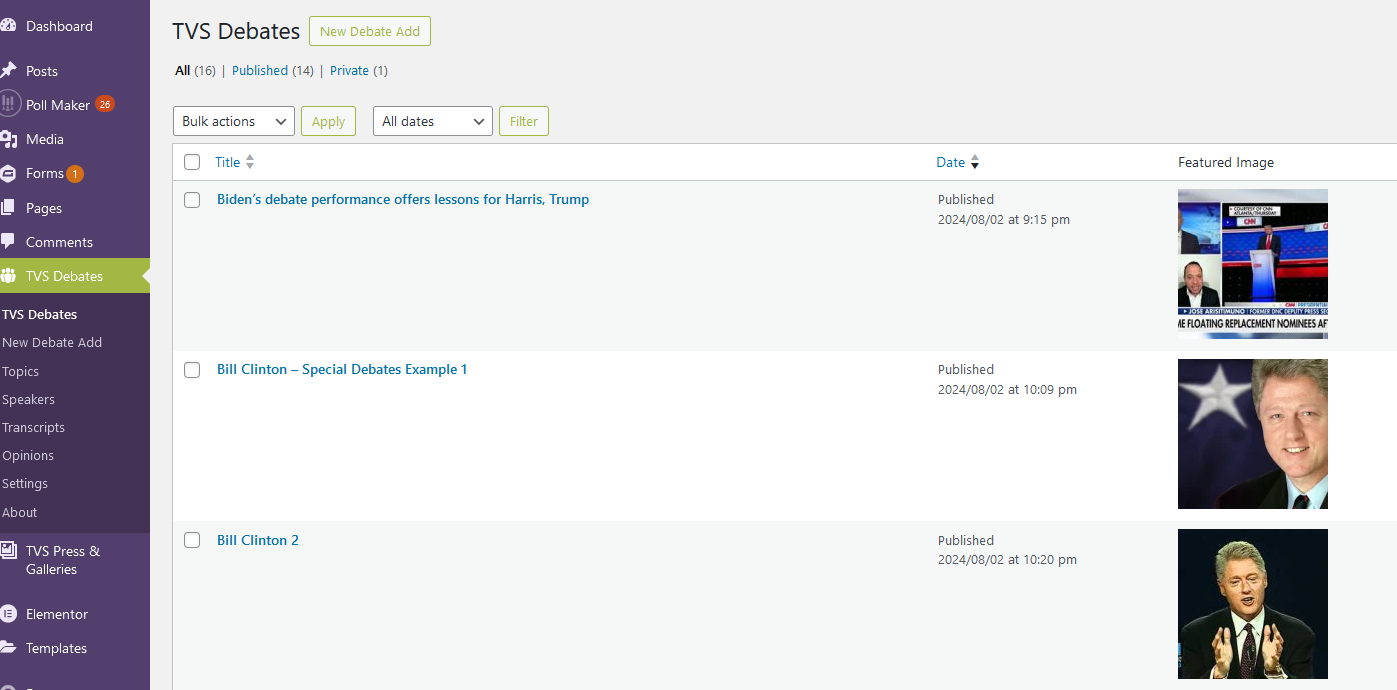 Dashboard
Posts
Poll Maker 26
Media
Forms 1
Pages
Comments
TVS Debates
TVS Debates
New Debate Add
Topics
Speakers
Transcripts
Opinions
Settings
About
TVS Press &
Galleries
Elementor
Templates
TVS Debates New Debate Add
All (16) | Published (14) | Private (1)
Bulk actions Apply All dates Filter
Title Date Featured Image
Biden’s debate performance offers lessons for Harris, Trump
Published
2024/08/02 at 9:15 pm
COURTESY OF CNN
ATLANTA/THURSDAY
CNN
JOSE ARISITIMUNO FORMER DNC DEPUTY PRESS SEC
ME FLOATING REPLACEMENT NOMINEES AF
Bill Clinton – Special Debates Example 1
Published
2024/08/02 at 10:09 pm
Bill Clinton 2
Published
2024/08/02 at 10:20 pm